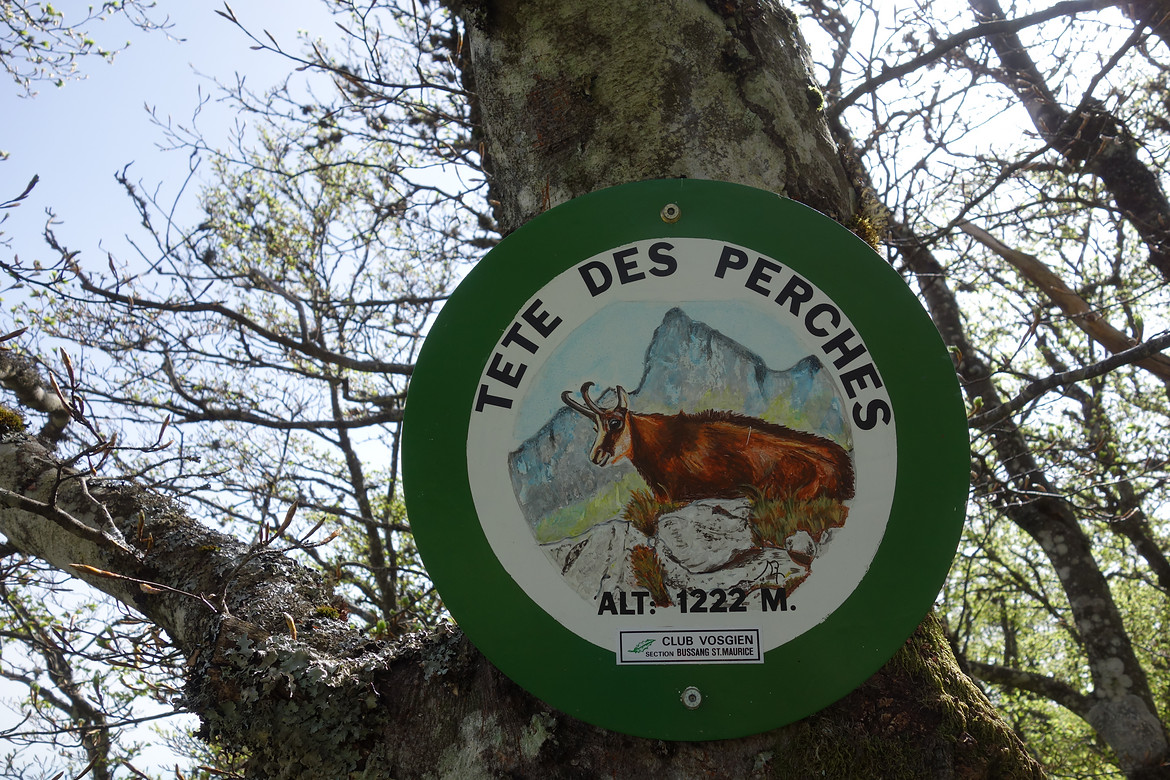 TETE DES PERCHES
ALT: 1222 M.
CLUB VOSGIEN
SECTION BUSSANG ST.MAURICE